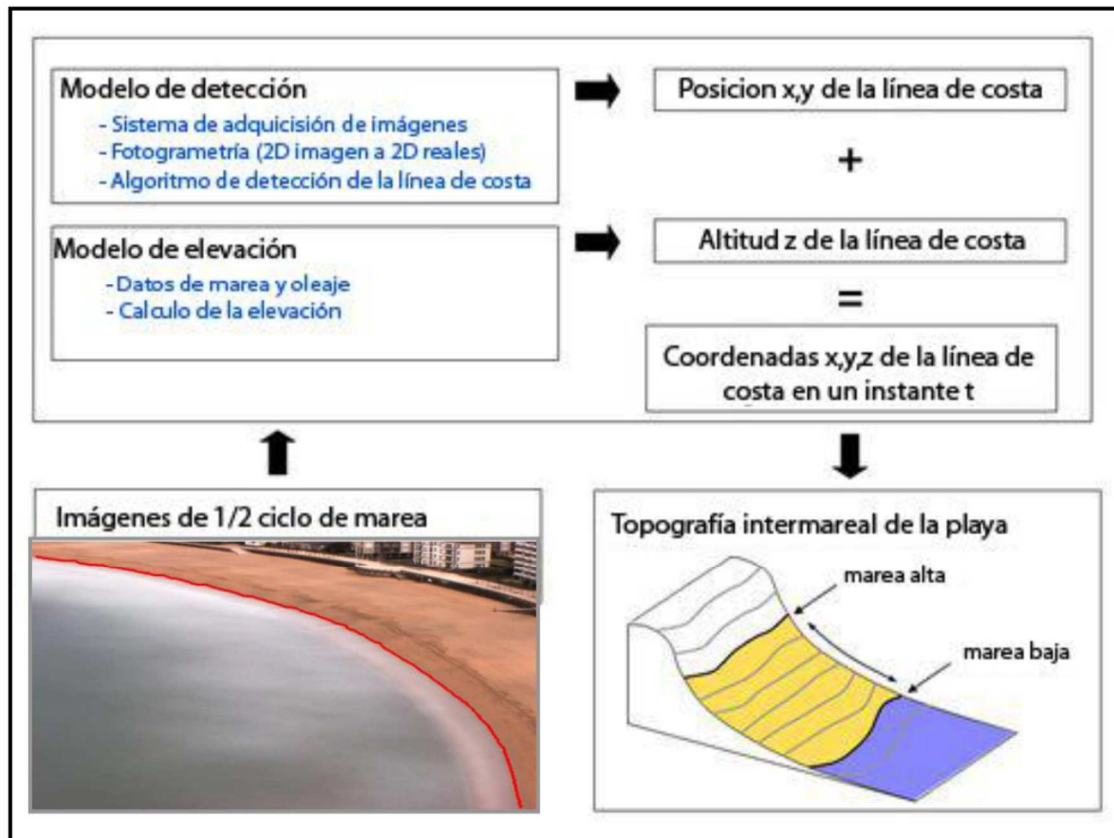 Modelo de detección
- Sistema de adquicisión de imágenes
- Fotogrametría (2D imagen a 2D reales)
- Algoritmo de detección de la línea de costa
Posicion x,y de la línea de costa
+
Modelo de elevación
- Datos de marea y oleaje
- Calculo de la elevación
Altitud z de la línea de costa
=
Coordenadas x,y,z de la línea de
costa en un instante t
Imágenes de 1/2 ciclo de marea
Topografía intermareal de la playa
marea alta
marea baja